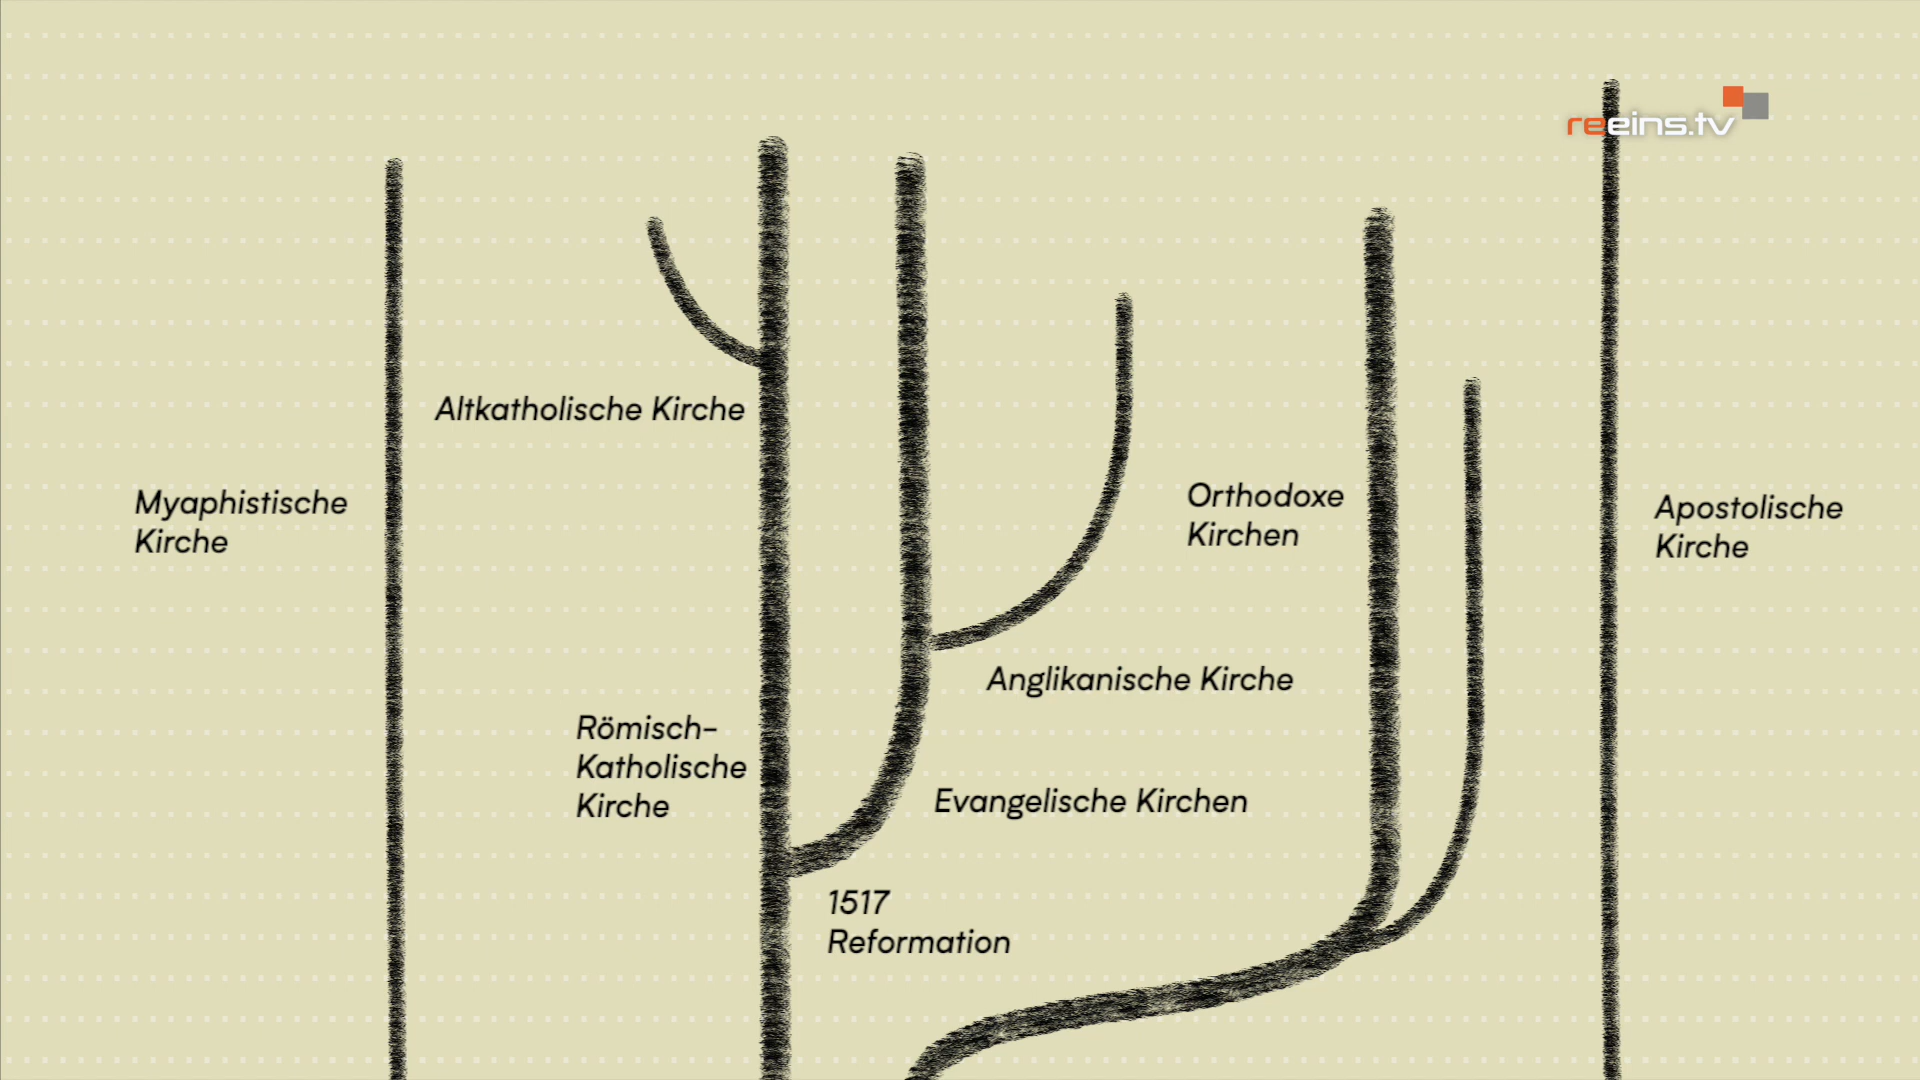 reeins.tv
Altkatholische Kirche
Myaphistische
Kirche
Orthodoxe
Kirchen
Apostolische
Kirche
Anglikanische Kirche
Römisch-
Katholische
Kirche
Evangelische Kirchen
1517
Reformation